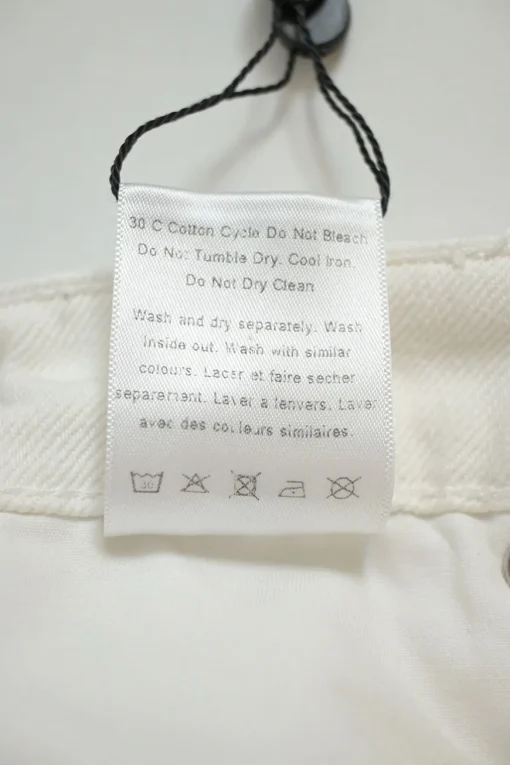 30 C Cotton Cycle Do Not Bleach
Do Not Tumble Dry. Cool Iron.
Do Not Dry Clean
Wash and dry separately. Wash
Inside out. Wash with similar
colours. Lacer et faire secher
separement. Laver a lenvers. Laver
avec des couleurs similaires.
30